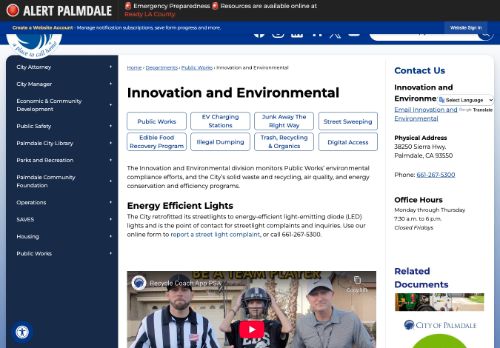 ALERT PALMDALE
Emergency Preparedness Resources are available online at
Ready LA County.
Create a Website Account - Manage notification subscriptions, save form progress and more.
Website Sign In
a place to call home
City Attorney
City Manager
Economic & Community
Development
Public Safety
Palmdale City Library
Parks and Recreation
Palmdale Community
Foundation
Operations
SAVES
Housing
Public Works
Home › Departments › Public Works › Innovation and Environmental
Innovation and Environmental
Public Works
EV Charging
Stations
Junk Away The
Right Way
Street Sweeping
Edible Food
Recovery Program
Illegal Dumping
Trash, Recycling
& Organics
Digital Access
The Innovation and Environmental division monitors Public Works' environmental
compliance efforts, and the City's solid waste and recycling, air quality, and energy
conservation and efficiency programs.
Energy Efficient Lights
The City retrofitted its streetlights to energy-efficient light-emitting diode (LED)
lights and is the point of contact for streetlight complaints and inquiries. Use our
online form to report a street light complaint, or call 661-267-5300.
Recycle Coach App PSA
BE A TEAM PLAYER
Contact Us
Innovation and
Environme
Select Language
Email Innovation and
Google Translate
Environmental
Physical Address
38250 Sierra Hwy.
Palmdale, CA 93550
Phone: 661-267-5300
Office Hours
Monday through Thursday
7:30 a.m. to 6 p.m.
Closed Fridays
Related
Documents
CITY OF PALMDALE